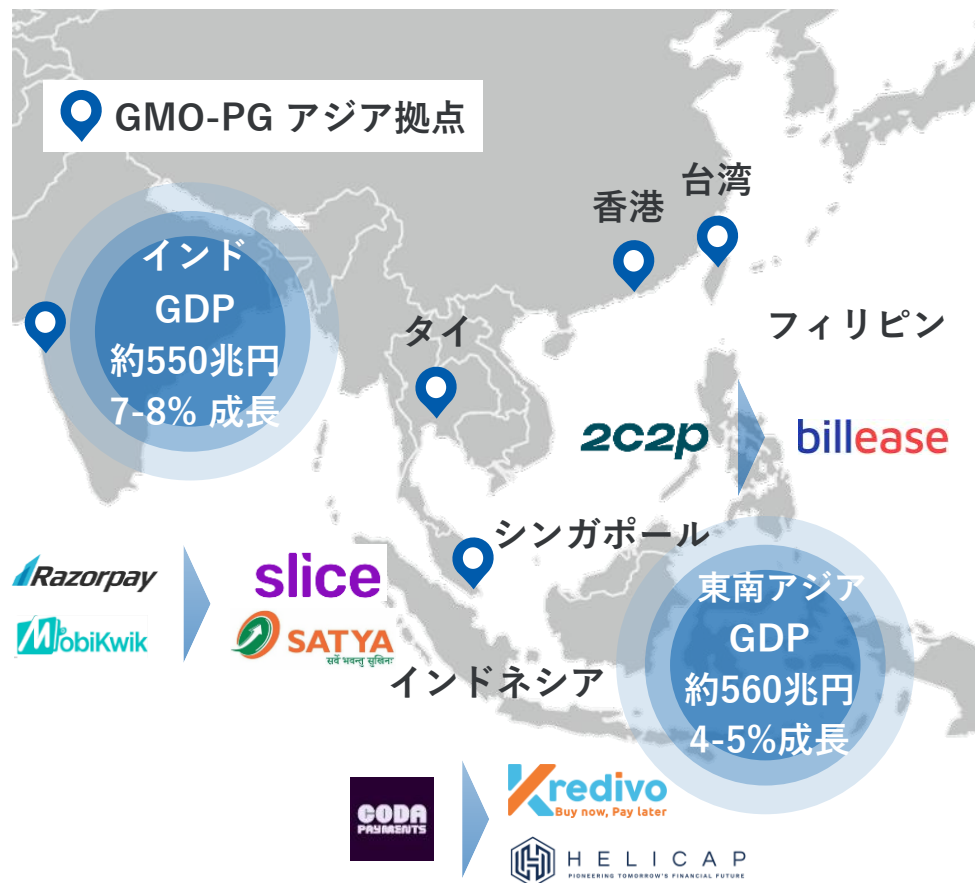 GMO-PG アジア拠点
台湾
香港
インド
GDP
約550兆円
7-8% 成長
タイ
フィリピン
2c2p
billease
シンガポール
Razorpay
MobiKwik
slice
SATYA
सर्वे भवन्तु सुखिनः
東南アジア
GDP
約560兆円
4-5%成長
インドネシア
CODA
PAYMENTS
Kredivo
Buy now, Pay later
HELICAP
PIONEERING TOMORROW'S FINANCIAL FUTURE